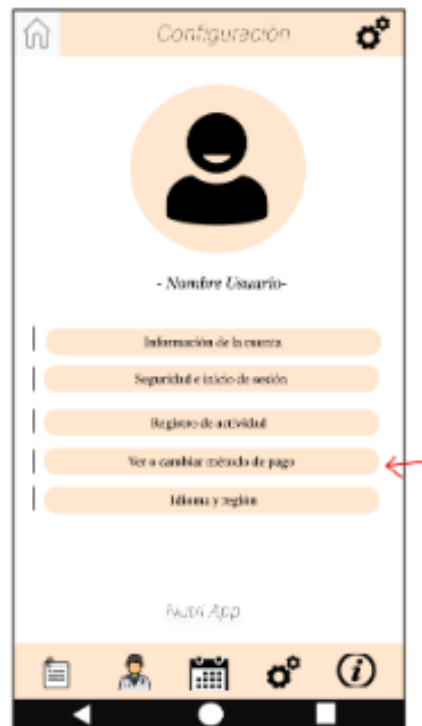 Configuración
- Nombre Usuario-
Información de la cuenta
Seguridad e inicio de sesión
Registro de actividad
Ver o cambiar método de pago
Idioma y región
Nutri App